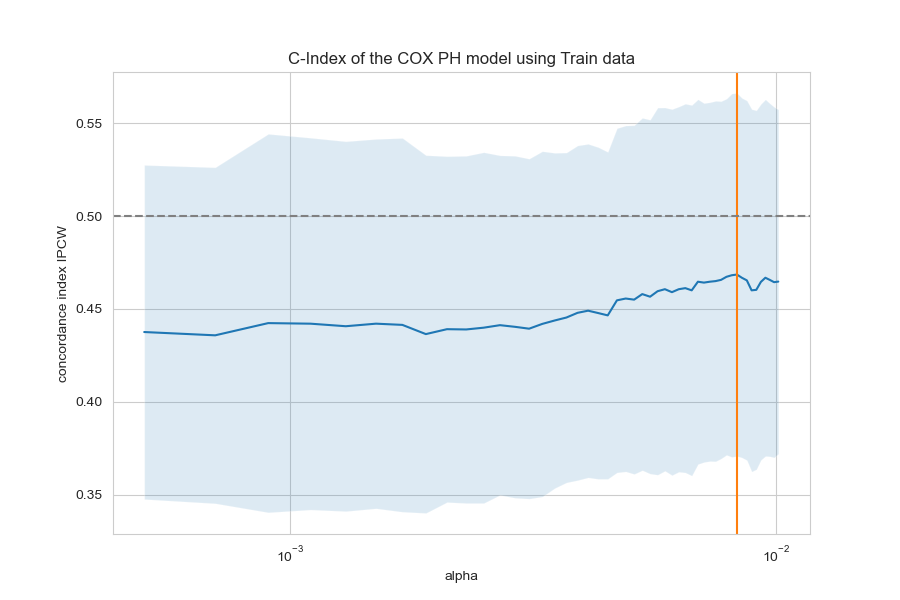 C-Index of the COX PH model using Train data
concordance index IPCW
0.55
0.50
0.45
0.40
0.35
10⁻³
10⁻²
alpha